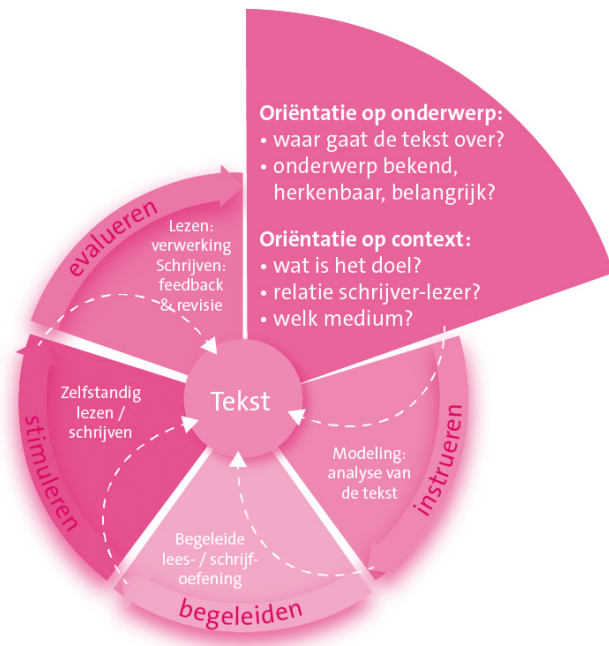 Oriëntatie op onderwerp:
• waar gaat de tekst over?
• onderwerp bekend,
herkenbaar, belangrijk?
Oriëntatie op context:
• wat is het doel?
• relatie schrijver-lezer?
• welk medium?
instrueren
Modeling:
analyse van
de tekst
begeleiden
Begeleide
lees- / schrijf-
oefening
stimuleren
Zelfstandig
lezen /
schrijven
evalueren
Lezen:
verwerking
Schrijven:
feedback
& revisie
Tekst